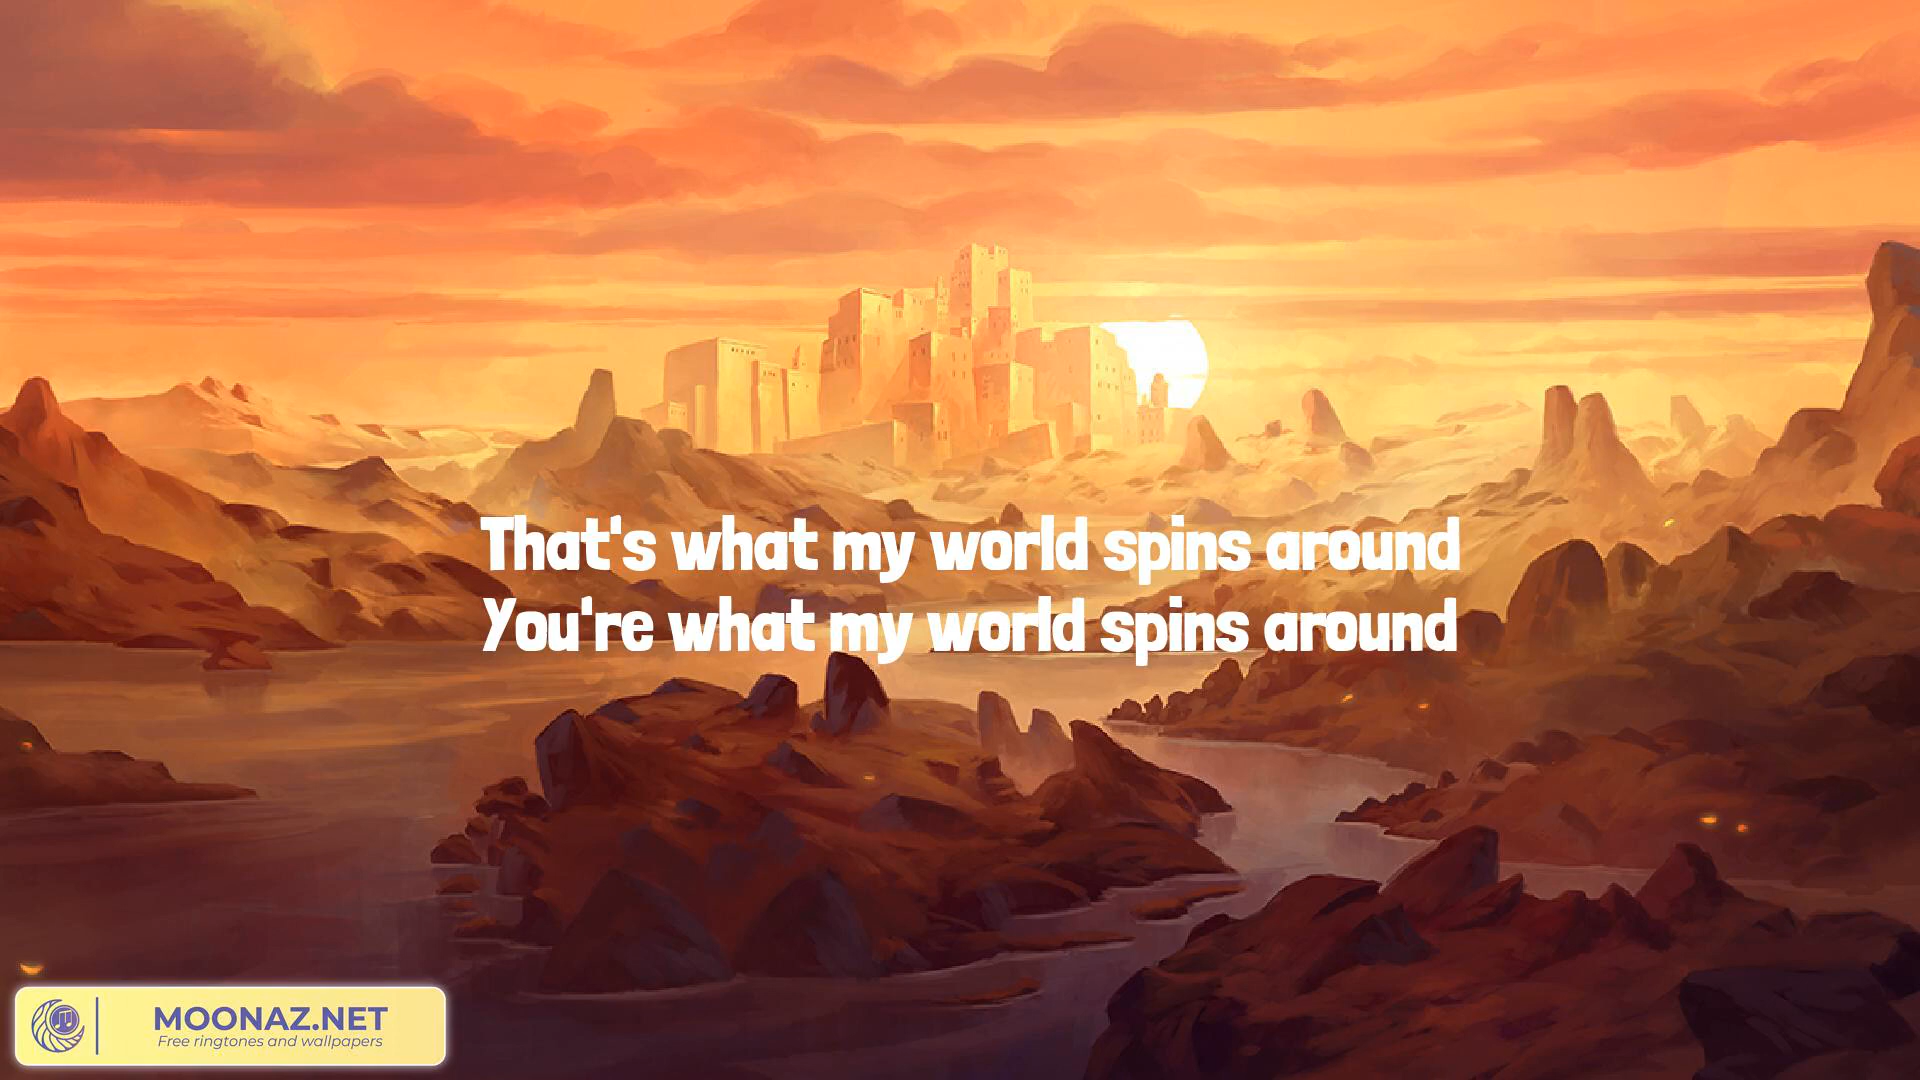 That's what my world spins around
You're what my world spins around
MOONAZ.NET
Free ringtones and wallpapers